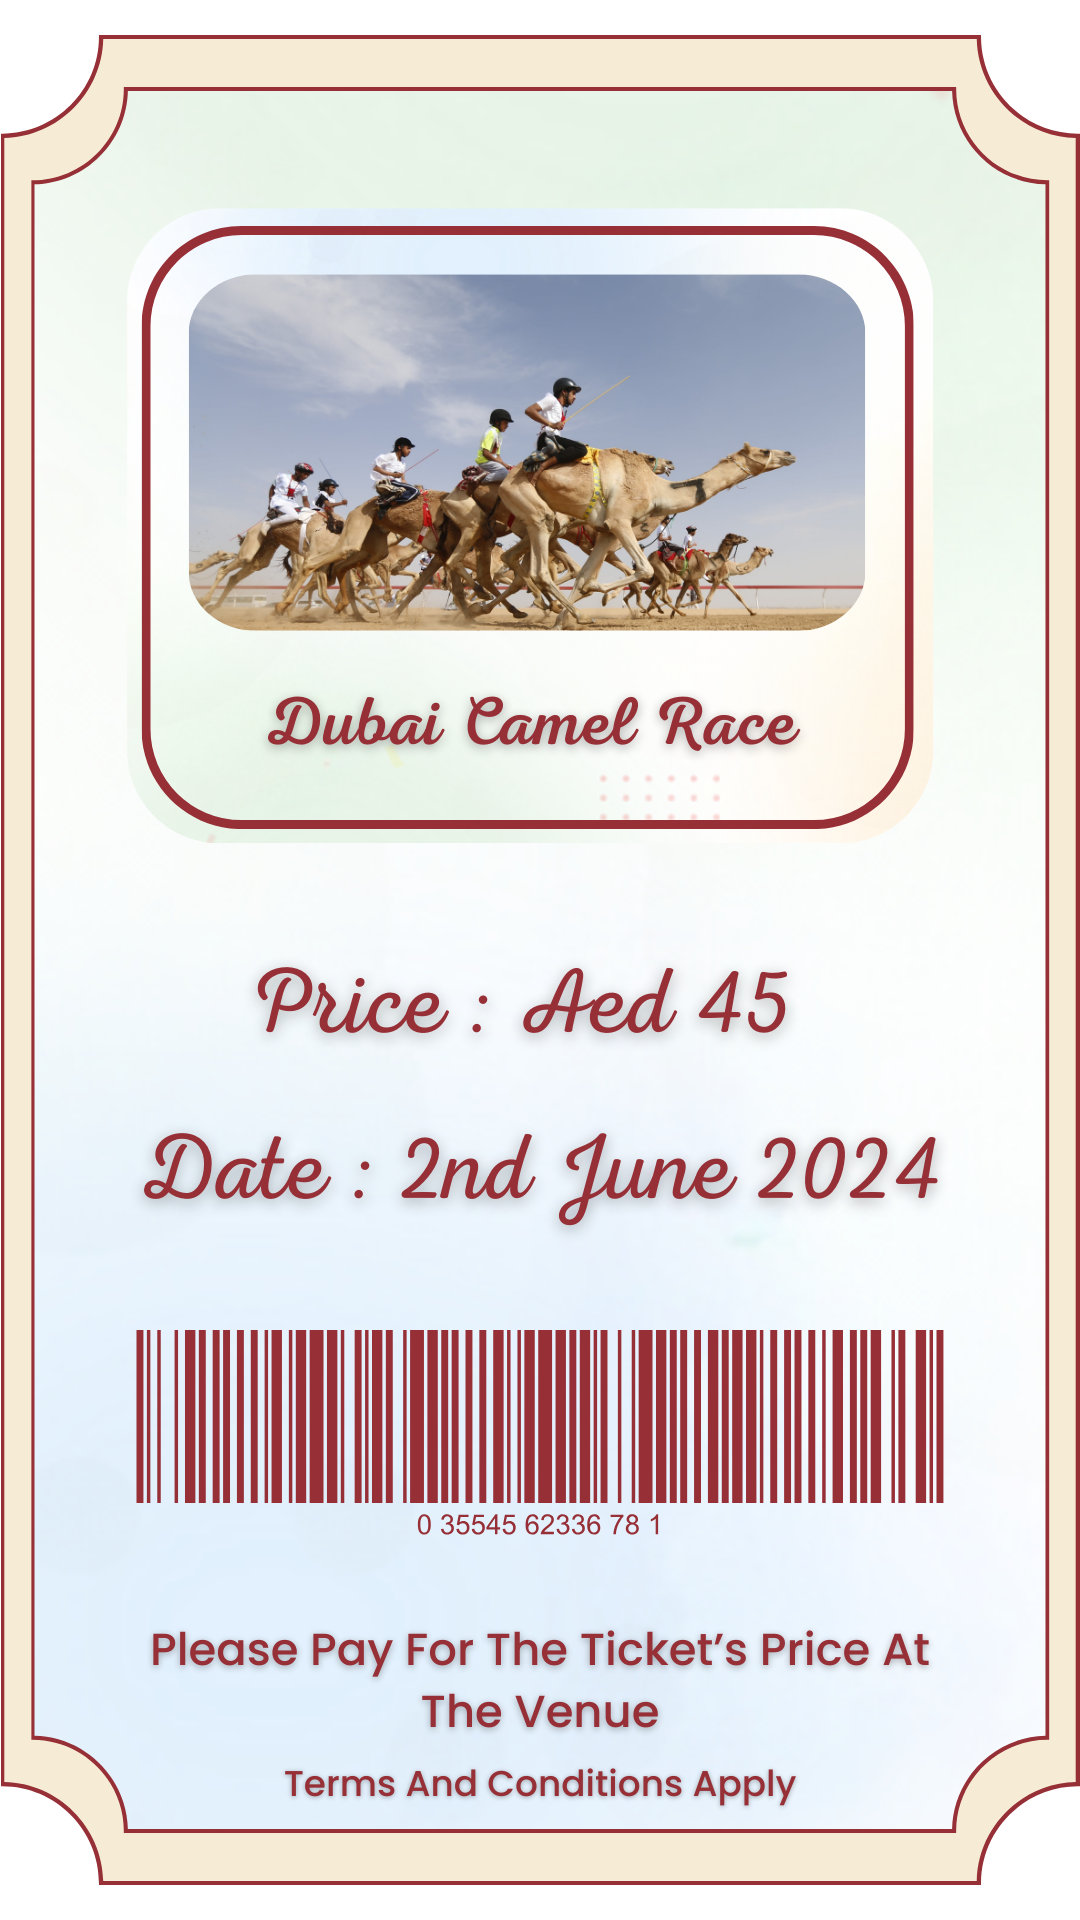 Dubai Camel Race
Price : Aed 45
Date : 2nd June 2024
0 35545 62336 78 1
Please Pay For The Ticket’s Price At
The Venue
Terms And Conditions Apply